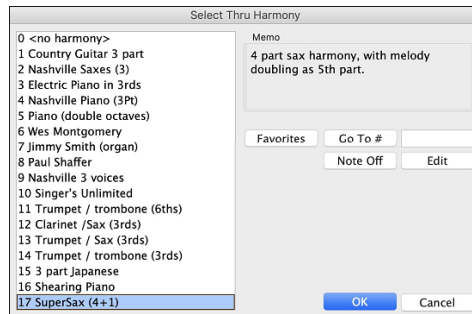 Select Thru Harmony
0 <no harmony>
1 Country Guitar 3 part
2 Nashville Saxes (3)
3 Electric Piano in 3rds
4 Nashville Piano (3Pt)
5 Piano (double octaves)
6 Wes Montgomery
7 Jimmy Smith (organ)
8 Paul Shaffer
9 Nashville 3 voices
10 Singer's Unlimited
11 Trumpet / trombone (6ths)
12 Clarinet /Sax (3rds)
13 Trumpet / Sax (3rds)
14 Trumpet / trombone (3rds)
15 3 part Japanese
16 Shearing Piano
17 SuperSax (4+1)
Memo
4 part sax harmony, with melody
doubling as 5th part.
Favorites Go To #
Note Off Edit
OK Cancel